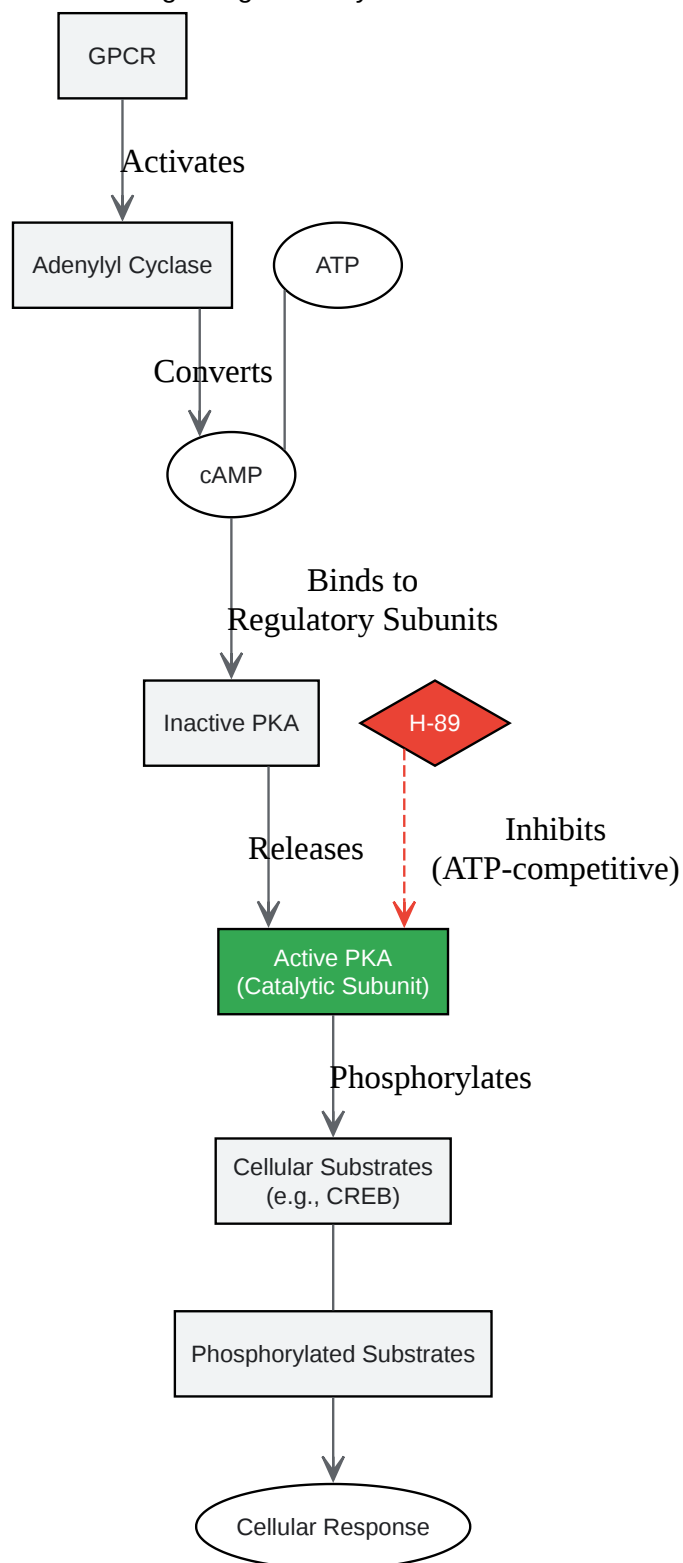 GPCR
Activates
Adenylyl Cyclase
ATP
Converts
cAMP
Binds to
Regulatory Subunits
Inactive PKA
H-89
Releases
Inhibits
(ATP-competitive)
Active PKA
(Catalytic Subunit)
Phosphorylates
Cellular Substrates
(e.g., CREB)
Phosphorylated Substrates
Cellular Response